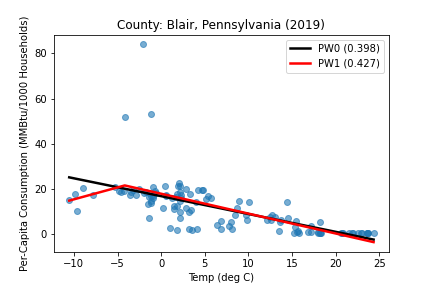 County: Blair, Pennsylvania (2019)
Per-Capita Consumption (MMBtu/1000 Households)
80
60
40
20
0
PW0 (0.398)
PW1 (0.427)
−10
−5
0
5
10
15
20
25
Temp (deg C)